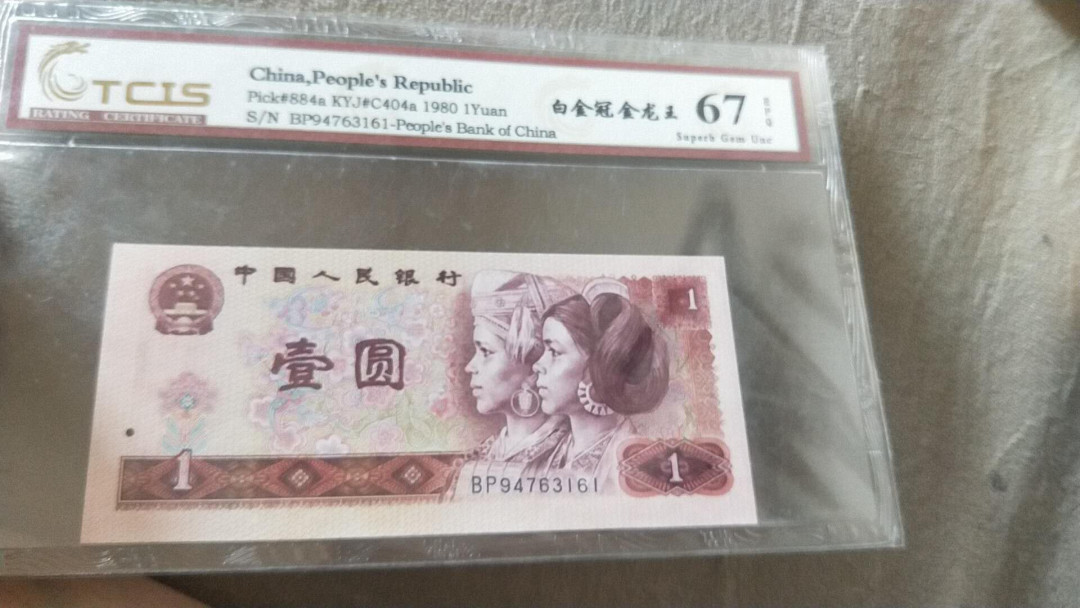 TCIS
RATING CERTIFICATE
China,People's Republic
Pick#884a KYJ#C404a 1980 1Yuan
S/N BP94763161-People's Bank of China
白金冠金龙王
67
EPQ
Superb Gem Unc
中国人民银行
1
壹圆
1
BP94763161
1